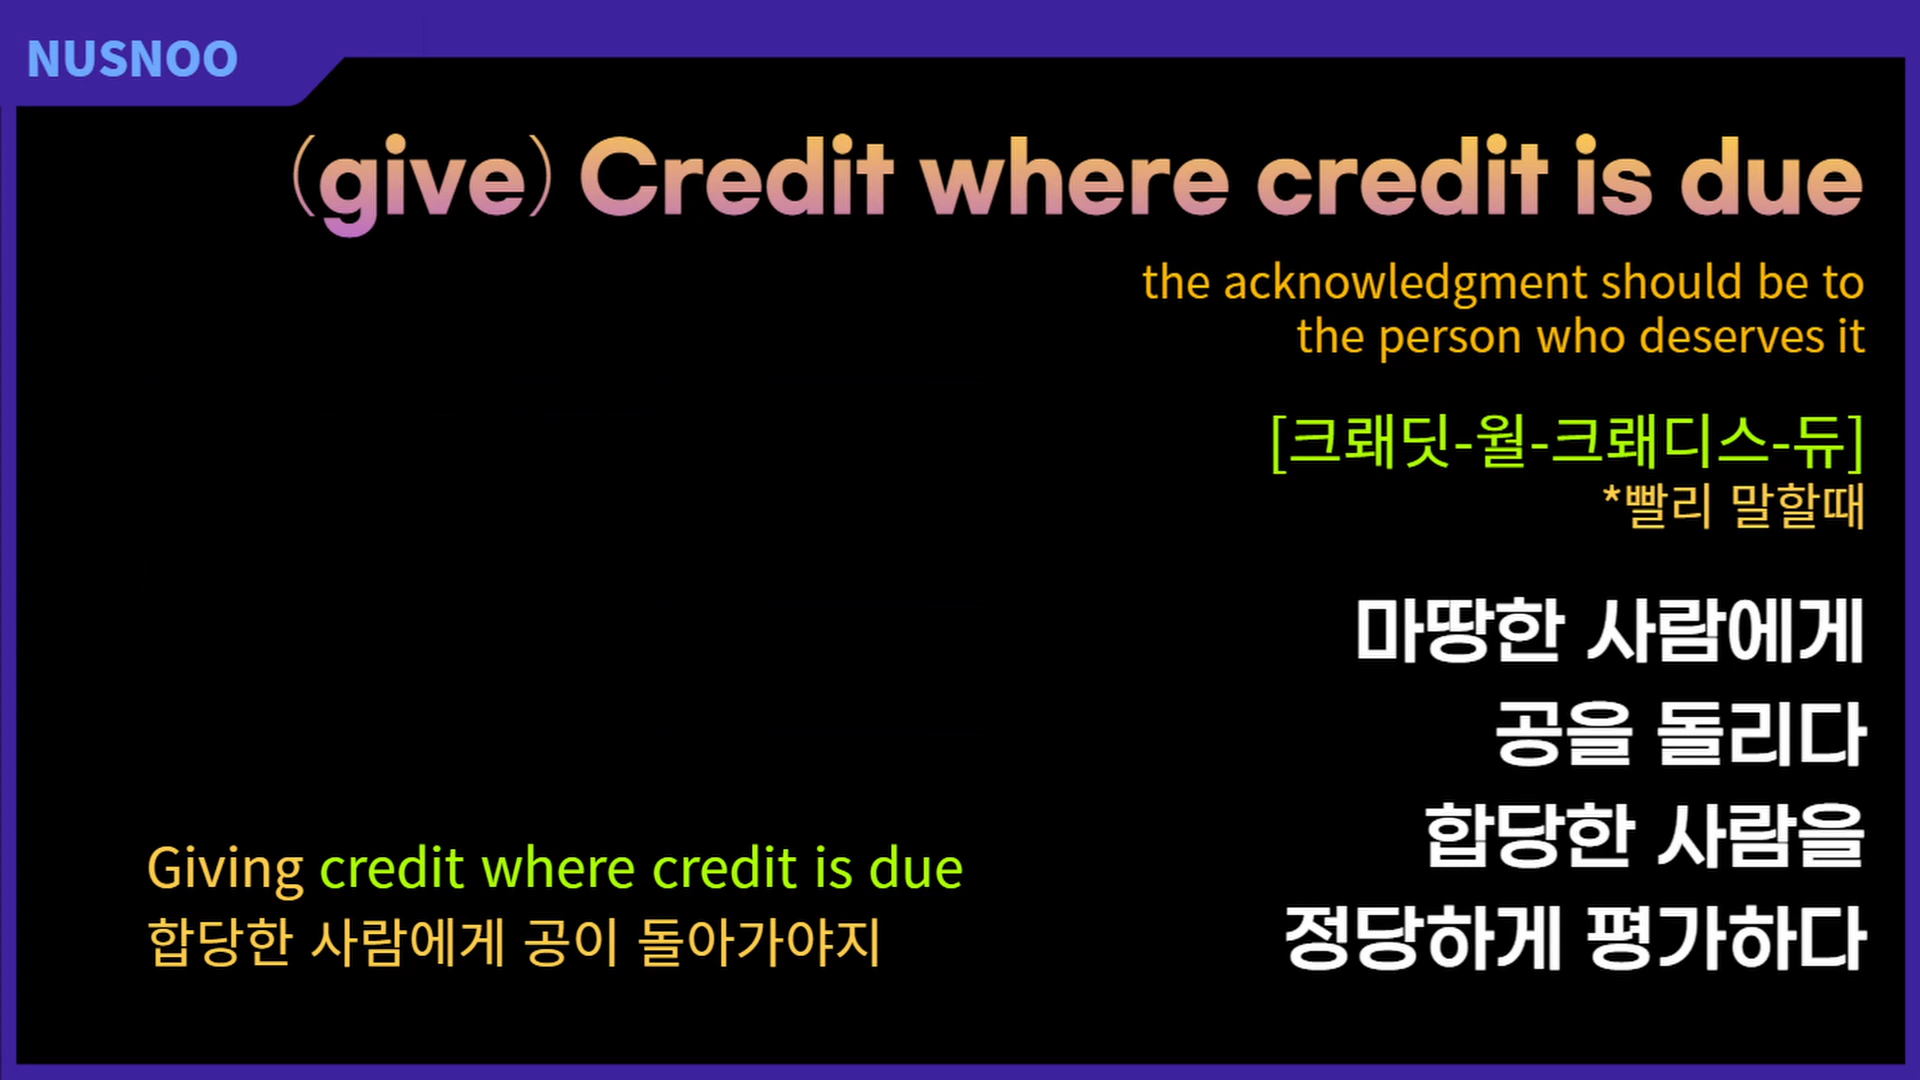 NUSNOO
(give) Credit where credit is due
the acknowledgment should be to
the person who deserves it
[크뢔딧-월-크뢔디스-듀]
*빨리 말할때
마땅한 사람에게
공을 돌리다
합당한 사람을
정당하게 평가하다
Giving credit where credit is due
합당한 사람에게 공이 돌아가야지